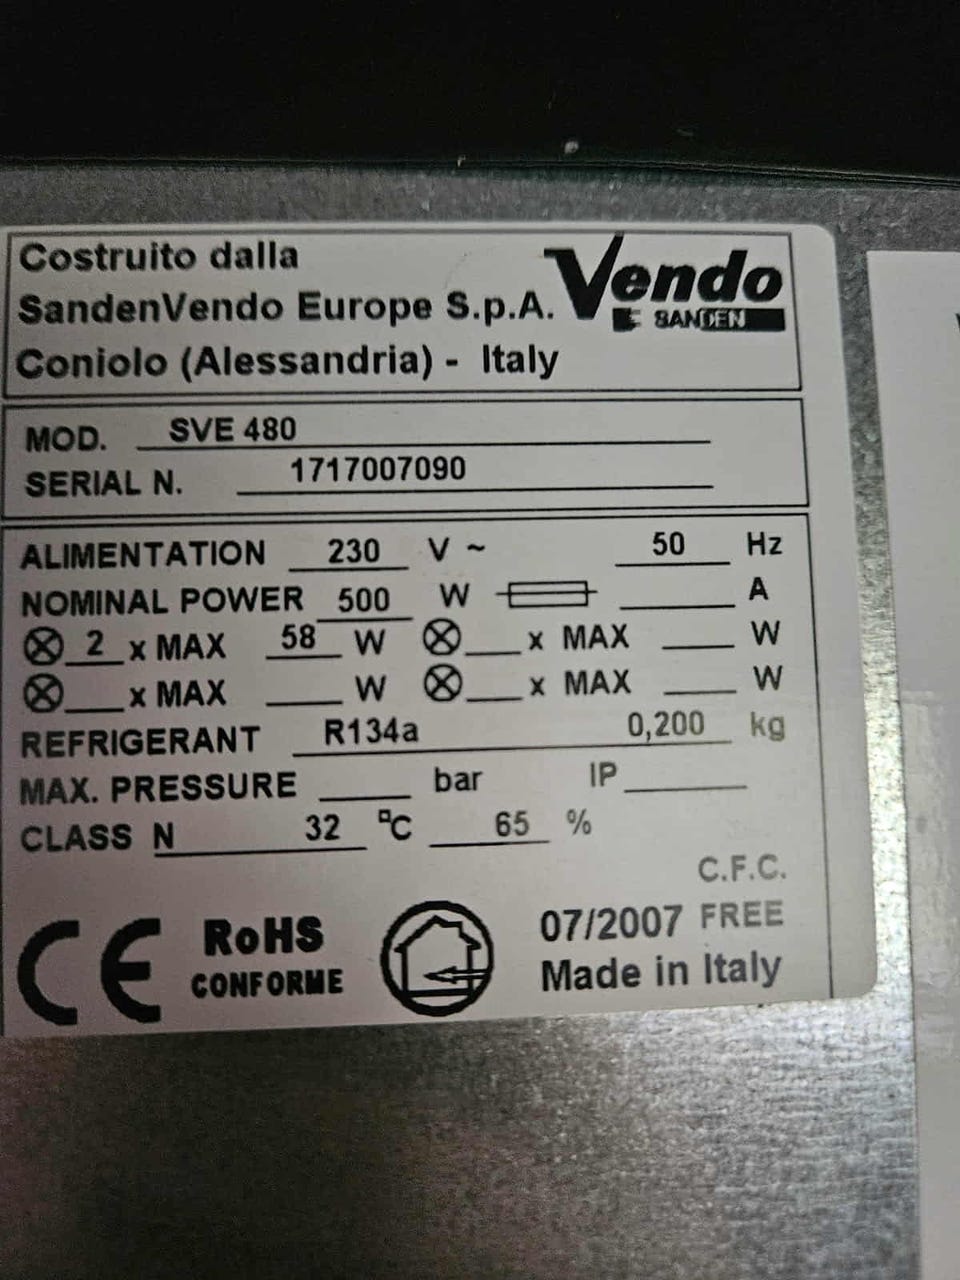 Costruito dalla
SandenVendo Europe S.p.A.
Coniolo (Alessandria) - Italy
Vendo
SANDEN
MOD. SVE 480
SERIAL N. 1717007090
ALIMENTATION 230 V ~ 50 Hz
NOMINAL POWER 500 W A
2 x MAX 58 W x MAX W
x MAX W x MAX W
REFRIGERANT R134a 0,200 kg
MAX. PRESSURE bar IP
CLASS N 32 ºC 65 %
C.F.C.
07/2007 FREE
Made in Italy
CE
RoHS
CONFORME